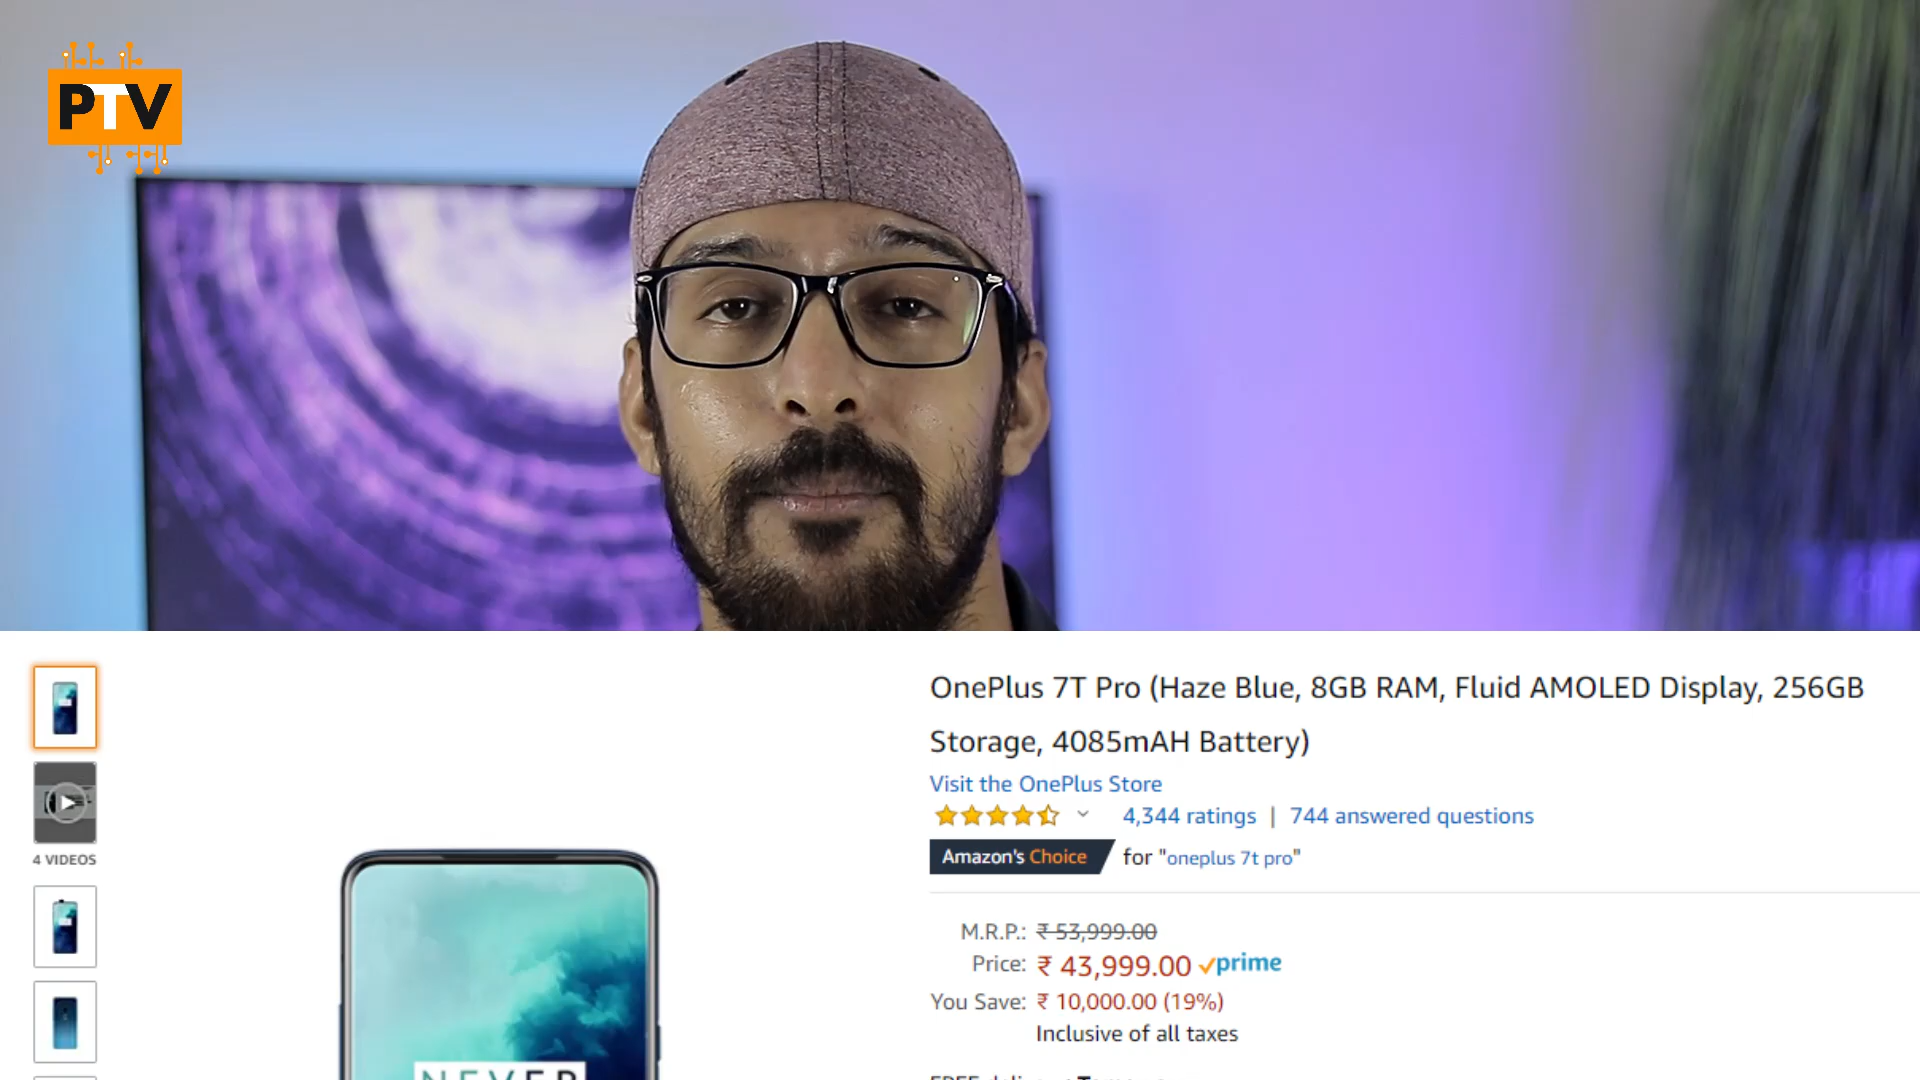 PTV
OnePlus 7T Pro (Haze Blue, 8GB RAM, Fluid AMOLED Display, 256GB
Storage, 4085mAH Battery)
Visit the OnePlus Store
4,344 ratings | 744 answered questions
Amazon's Choice for "oneplus 7t pro"
4 VIDEOS
M.R.P.: ₹ 53,999.00
Price: ₹ 43,999.00 prime
You Save: ₹ 10,000.00 (19%)
Inclusive of all taxes
NEVER